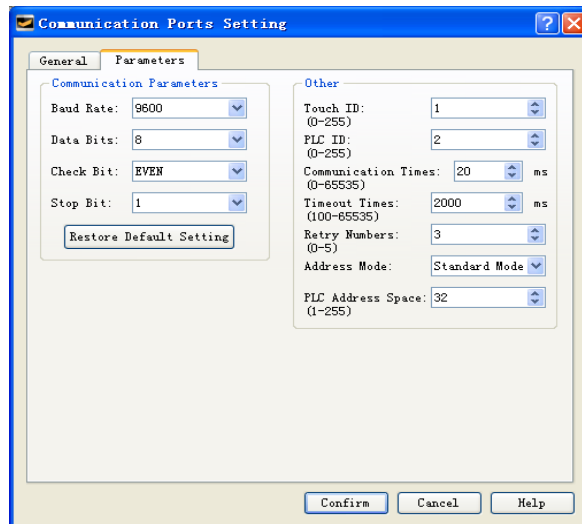 Communication Ports Setting
General Parameters
Communication Parameters
Baud Rate: 9600
Data Bits: 8
Check Bit: EVEN
Stop Bit: 1
Restore Default Setting
Other
Touch ID: 1
(0-255)
PLC ID: 2
(0-255)
Communication Times: 20 ms
(0-65535)
Timeout Times: 2000 ms
(100-65535)
Retry Numbers: 3
(0-5)
Address Mode: Standard Mode
PLC Address Space: 32
(1-255)
Confirm Cancel Help